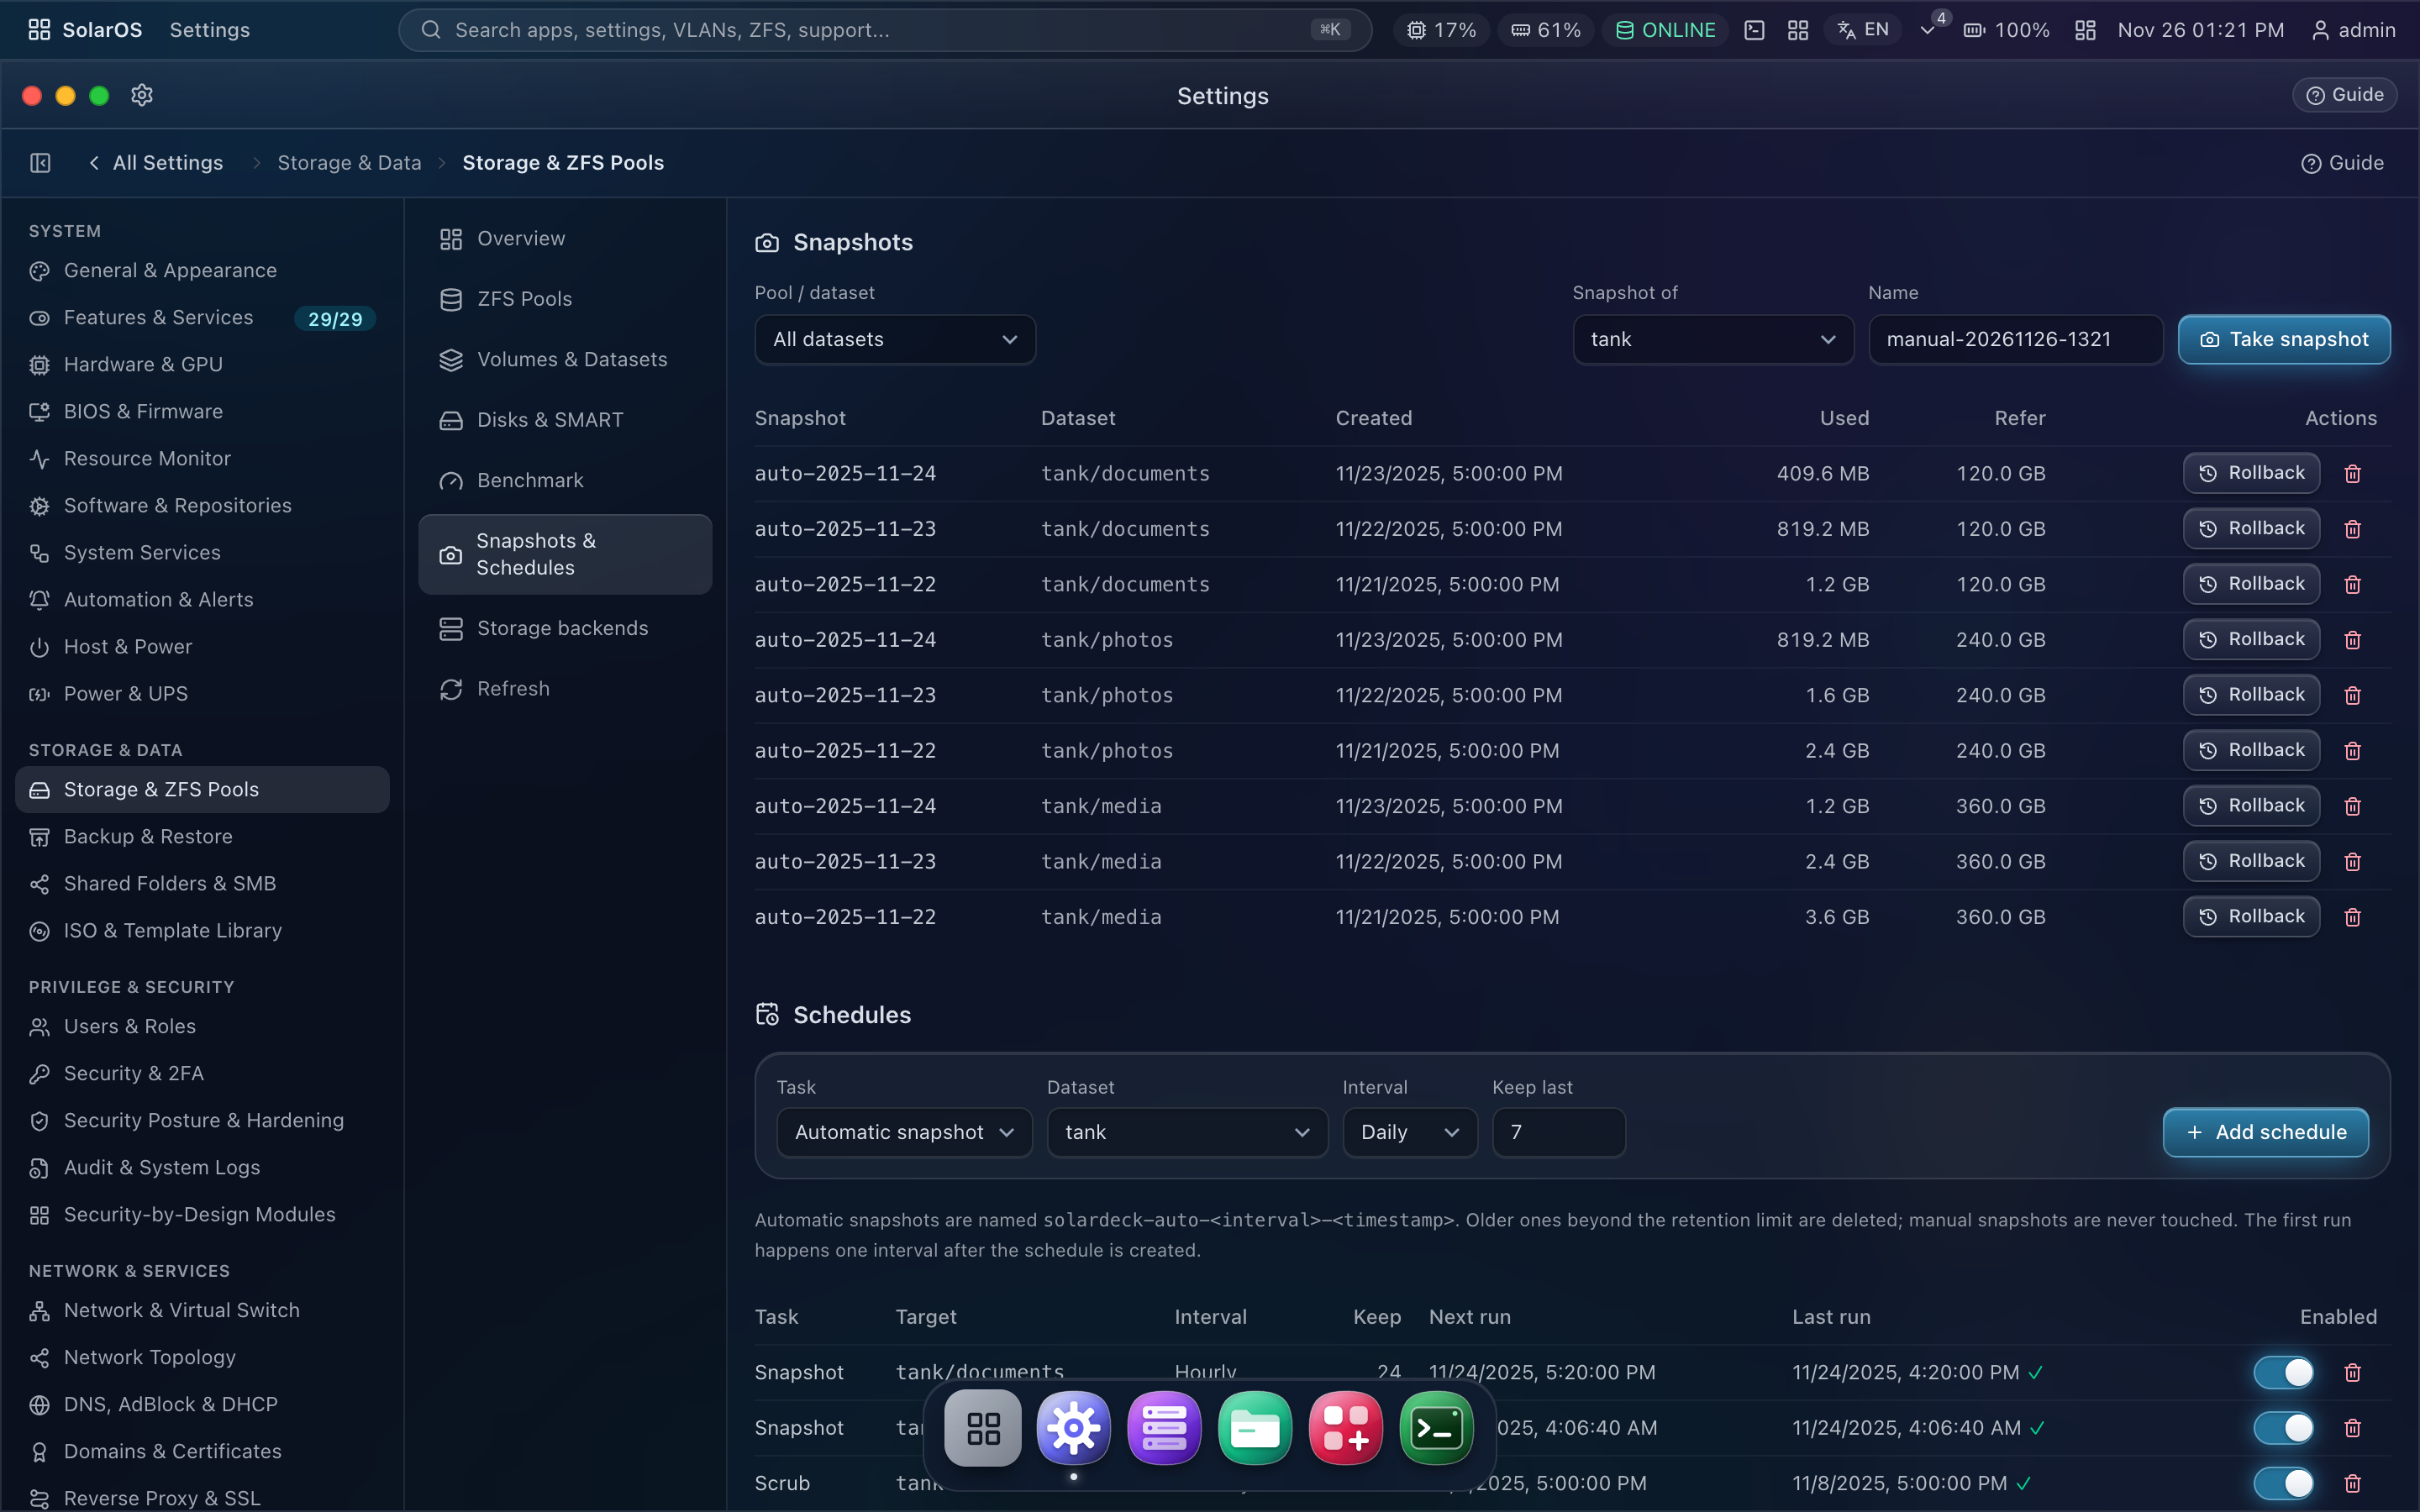 SolarOS Settings Search apps, settings, VLANs, ZFS, support... ⌘K 17% 61% ONLINE EN 4 100% Nov 26 01:21 PM admin
Settings Guide
All Settings Storage & Data Storage & ZFS Pools Guide
SYSTEM
General & Appearance
Features & Services 29/29
Hardware & GPU
BIOS & Firmware
Resource Monitor
Software & Repositories
System Services
Automation & Alerts
Host & Power
Power & UPS
STORAGE & DATA
Storage & ZFS Pools
Backup & Restore
Shared Folders & SMB
ISO & Template Library
PRIVILEGE & SECURITY
Users & Roles
Security & 2FA
Security Posture & Hardening
Audit & System Logs
Security-by-Design Modules
NETWORK & SERVICES
Network & Virtual Switch
Network Topology
DNS, AdBlock & DHCP
Domains & Certificates
Reverse Proxy & SSL
Overview
ZFS Pools
Volumes & Datasets
Disks & SMART
Benchmark
Snapshots &
Schedules
Storage backends
Refresh
Snapshots
Pool / dataset Snapshot of Name
All datasets tank manual-20261126-1321 Take snapshot
Snapshot Dataset Created Used Refer Actions
auto-2025-11-24 tank/documents 11/23/2025, 5:00:00 PM 409.6 MB 120.0 GB Rollback
auto-2025-11-23 tank/documents 11/22/2025, 5:00:00 PM 819.2 MB 120.0 GB Rollback
auto-2025-11-22 tank/documents 11/21/2025, 5:00:00 PM 1.2 GB 120.0 GB Rollback
auto-2025-11-24 tank/photos 11/23/2025, 5:00:00 PM 819.2 MB 240.0 GB Rollback
auto-2025-11-23 tank/photos 11/22/2025, 5:00:00 PM 1.6 GB 240.0 GB Rollback
auto-2025-11-22 tank/photos 11/21/2025, 5:00:00 PM 2.4 GB 240.0 GB Rollback
auto-2025-11-24 tank/media 11/23/2025, 5:00:00 PM 1.2 GB 360.0 GB Rollback
auto-2025-11-23 tank/media 11/22/2025, 5:00:00 PM 2.4 GB 360.0 GB Rollback
auto-2025-11-22 tank/media 11/21/2025, 5:00:00 PM 3.6 GB 360.0 GB Rollback
Schedules
Task Dataset Interval Keep last
Automatic snapshot tank Daily 7 + Add schedule
Automatic snapshots are named solardeck-auto-<interval>-<timestamp>. Older ones beyond the retention limit are deleted; manual snapshots are never touched. The first run
happens one interval after the schedule is created.
Task Target Interval Keep Next run Last run Enabled
Snapshot tank/documents Hourly 24 11/24/2025, 5:20:00 PM 11/24/2025, 4:20:00 PM ✓
Snapshot 025, 4:06:40 AM 11/24/2025, 4:06:40 AM ✓
Scrub 2025, 5:00:00 PM 11/8/2025, 5:00:00 PM ✓